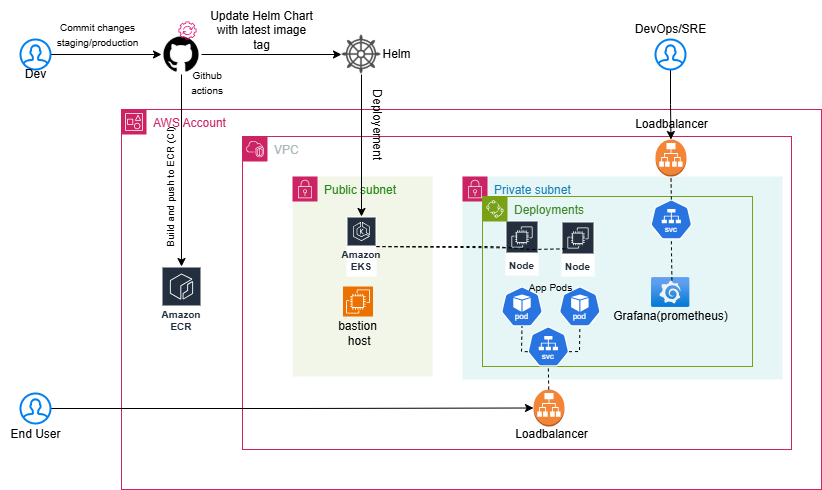 Commit changes
staging/production
Dev
Github
actions
Update Helm Chart
with latest image
tag
Helm
DevOps/SRE
Deployement
Build and push to ECR (CI)
AWS Account
VPC
Loadbalancer
Public subnet
Private subnet
Deployments
svc
Amazon
EKS
Node
Node
Amazon
ECR
bastion
host
App Pods
pod
pod
svc
Grafana(prometheus)
End User
Loadbalancer